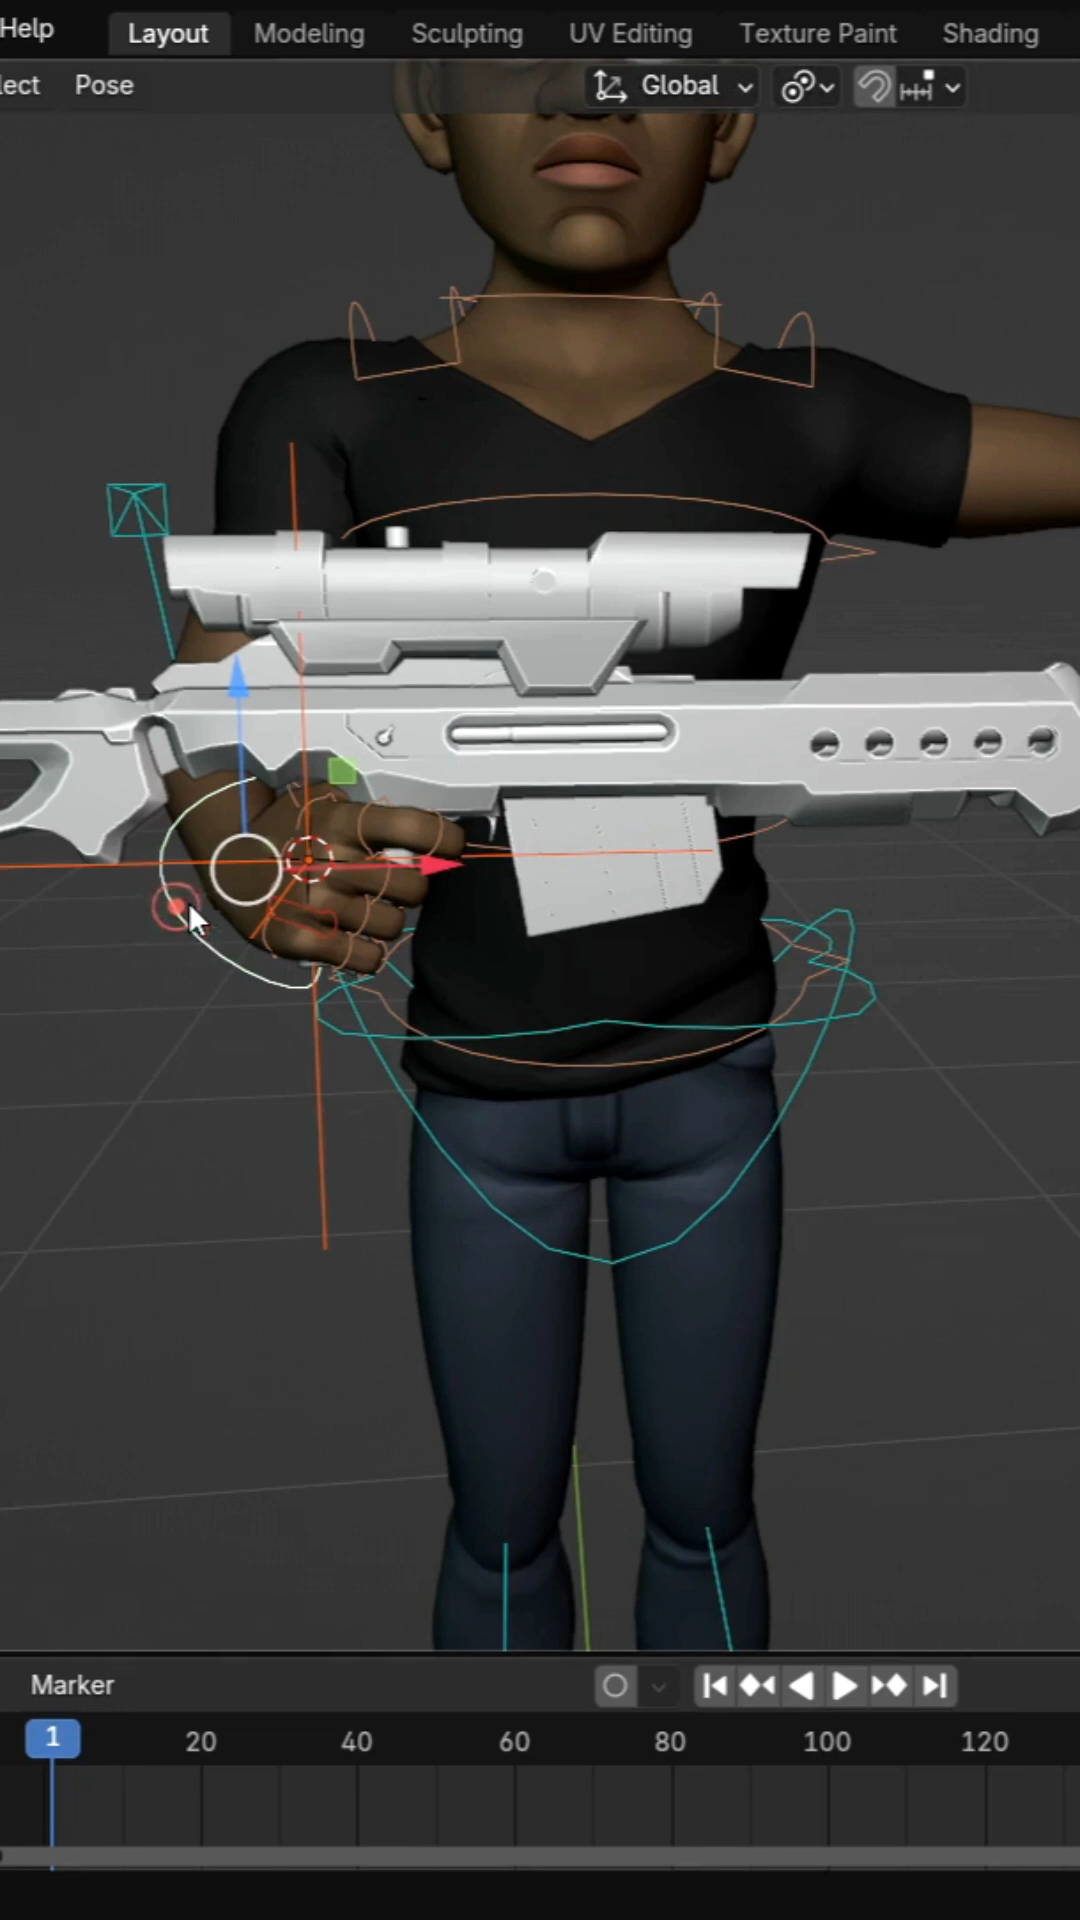 Help Layout Modeling Sculpting UV Editing Texture Paint Shading
lect Pose Global
Marker
1 20 40 60 80 100 120